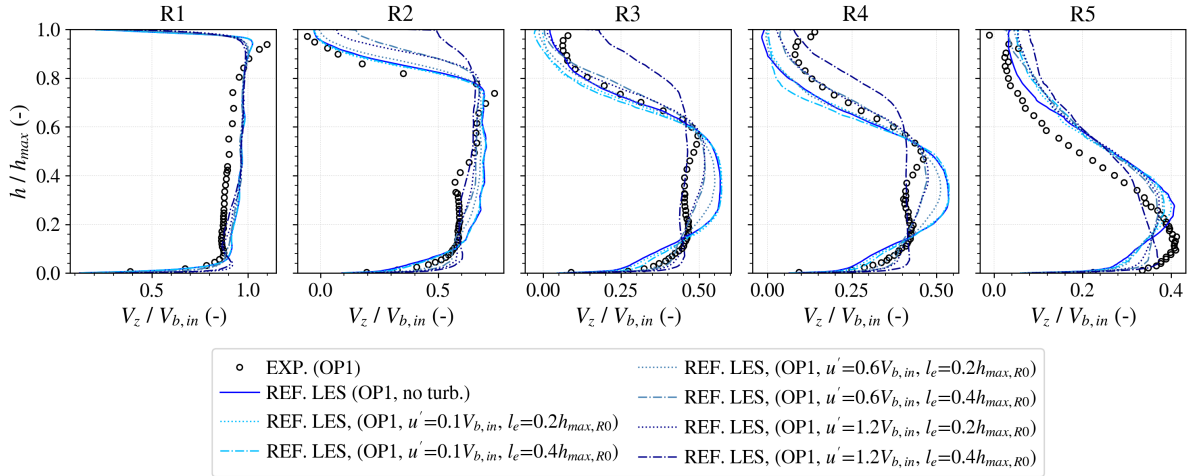 R1 R2 R3 R4 R5
h / h_max (-)
1.0
0.8
0.6
0.4
0.2
0.0
0.5 1.0 0.0 0.5 0.00 0.25 0.50 0.00 0.25 0.50 0.0 0.2 0.4
V_z / V_b,in (-) V_z / V_b,in (-) V_z / V_b,in (-) V_z / V_b,in (-) V_z / V_b,in (-)
EXP. (OP1)
REF. LES (OP1, no turb.)
REF. LES, (OP1, u′=0.1V_b,in, l_e=0.2h_max,R0)
REF. LES, (OP1, u′=0.1V_b,in, l_e=0.4h_max,R0)
REF. LES, (OP1, u′=0.6V_b,in, l_e=0.2h_max,R0)
REF. LES, (OP1, u′=0.6V_b,in, l_e=0.4h_max,R0)
REF. LES, (OP1, u′=1.2V_b,in, l_e=0.2h_max,R0)
REF. LES, (OP1, u′=1.2V_b,in, l_e=0.4h_max,R0)